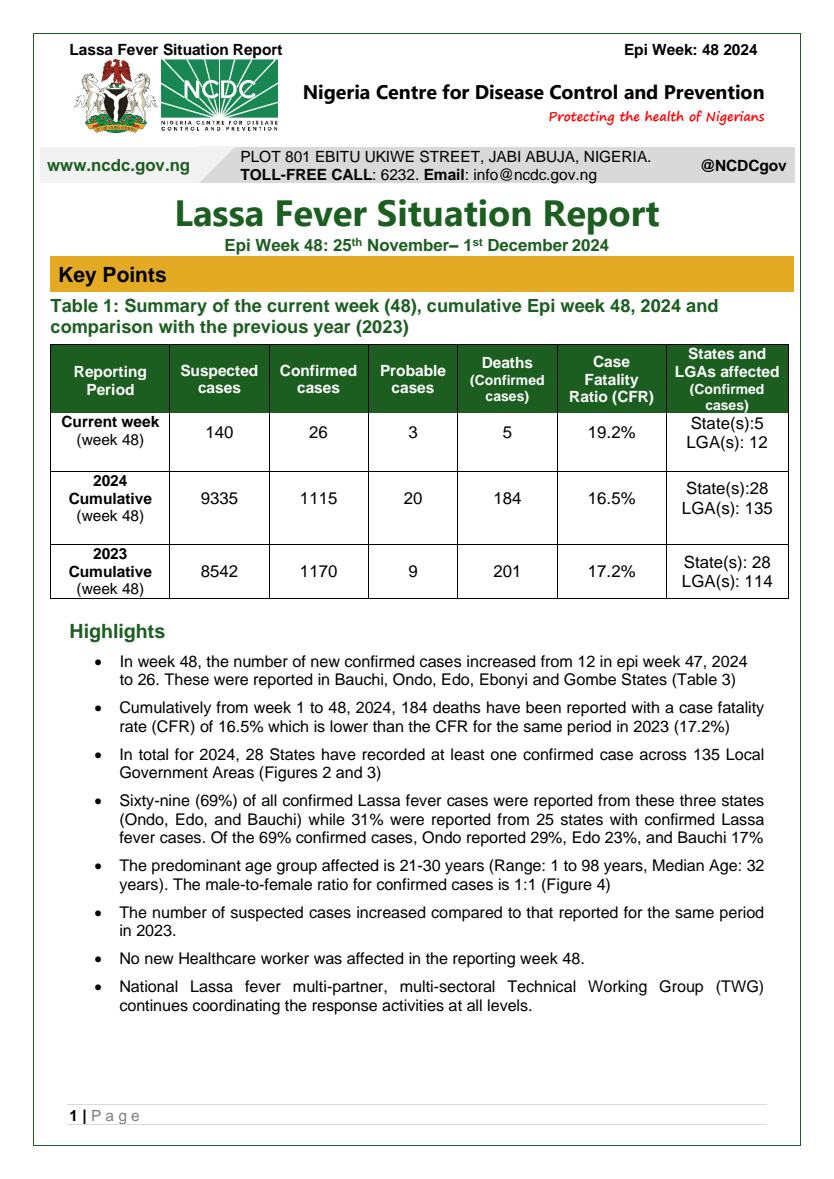 Lassa Fever Situation Report Epi Week: 48 2024
NCDC
NIGERIA CENTRE FOR DISEASE
CONTROL AND PREVENTION
Nigeria Centre for Disease Control and Prevention
Protecting the health of Nigerians
www.ncdc.gov.ng
PLOT 801 EBITU UKIWE STREET, JABI ABUJA, NIGERIA.
TOLL-FREE CALL: 6232. Email: info@ncdc.gov.ng
@NCDCgov
Lassa Fever Situation Report
Epi Week 48: 25th November– 1st December 2024
Key Points
Table 1: Summary of the current week (48), cumulative Epi week 48, 2024 and
comparison with the previous year (2023)
Reporting
Period
Suspected
cases
Confirmed
cases
Probable
cases
Deaths
(Confirmed
cases)
Case
Fatality
Ratio (CFR)
States and
LGAs affected
(Confirmed
cases)
Current week
(week 48)
140
26
3
5
19.2%
State(s):5
LGA(s): 12
2024
Cumulative
(week 48)
9335
1115
20
184
16.5%
State(s):28
LGA(s): 135
2023
Cumulative
(week 48)
8542
1170
9
201
17.2%
State(s): 28
LGA(s): 114
Highlights
• In week 48, the number of new confirmed cases increased from 12 in epi week 47, 2024
to 26. These were reported in Bauchi, Ondo, Edo, Ebonyi and Gombe States (Table 3)
• Cumulatively from week 1 to 48, 2024, 184 deaths have been reported with a case fatality
rate (CFR) of 16.5% which is lower than the CFR for the same period in 2023 (17.2%)
• In total for 2024, 28 States have recorded at least one confirmed case across 135 Local
Government Areas (Figures 2 and 3)
• Sixty-nine (69%) of all confirmed Lassa fever cases were reported from these three states
(Ondo, Edo, and Bauchi) while 31% were reported from 25 states with confirmed Lassa
fever cases. Of the 69% confirmed cases, Ondo reported 29%, Edo 23%, and Bauchi 17%
• The predominant age group affected is 21-30 years (Range: 1 to 98 years, Median Age: 32
years). The male-to-female ratio for confirmed cases is 1:1 (Figure 4)
• The number of suspected cases increased compared to that reported for the same period
in 2023.
• No new Healthcare worker was affected in the reporting week 48.
• National Lassa fever multi-partner, multi-sectoral Technical Working Group (TWG)
continues coordinating the response activities at all levels.
1 | Page